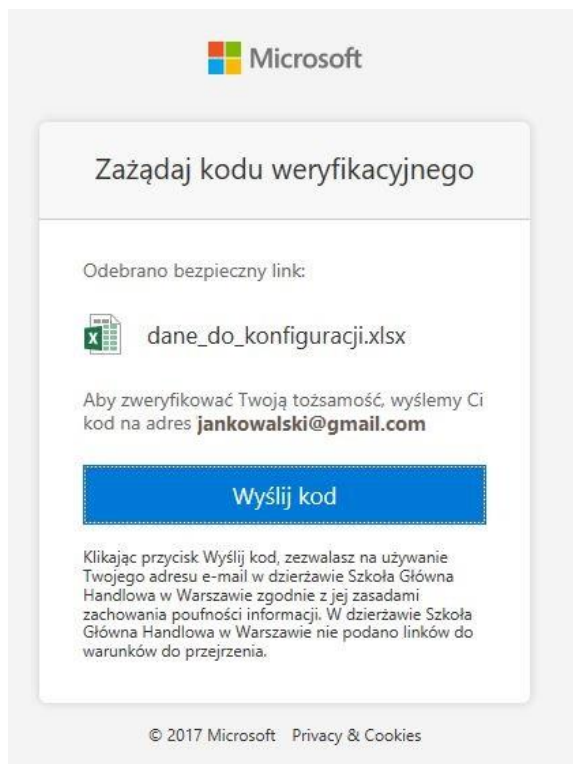 Microsoft
Zażądaj kodu weryfikacyjnego
Odebrano bezpieczny link:
dane_do_konfiguracji.xlsx
Aby zweryfikować Twoją tożsamość, wyślemy Ci
kod na adres jankowalski@gmail.com
Wyślij kod
Klikając przycisk Wyślij kod, zezwalasz na używanie
Twojego adresu e-mail w dzierżawie Szkoła Główna
Handlowa w Warszawie zgodnie z jej zasadami
zachowania poufności informacji. W dzierżawie Szkoła
Główna Handlowa w Warszawie nie podano linków do
warunków do przejrzenia.
© 2017 Microsoft Privacy & Cookies